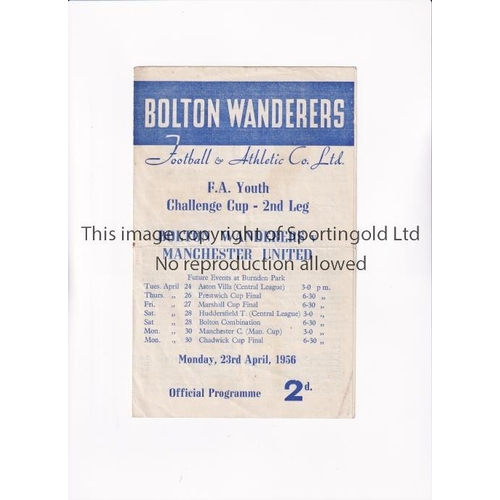 BOLTON WANDERERS
Football & Athletic Co. Ltd.
F.A. Youth
Challenge Cup - 2nd Leg
This image copyright of Sportingold Ltd
BOLTON WANDERERS v
MANCHESTER UNITED
No reproduction allowed
Future Events at Burnden Park
Tues. April 24 Aston Villa (Central League) 3-0 p.m.
Thurs. „ 26 Prestwich Cup Final 6-30 „
Fri. „ 27 Marshall Cup Final 6-30 „
Sat. „ 28 Huddersfield T (Central League) 3-0 „
Sat „ 28 Bolton Combination 6-30 „
Mon. „ 30 Manchester C. (Man. Cup) 3-0 „
Mon. „ 30 Chadwick Cup Final 6-30 „
Monday, 23rd April, 1956
Official Programme 2d.